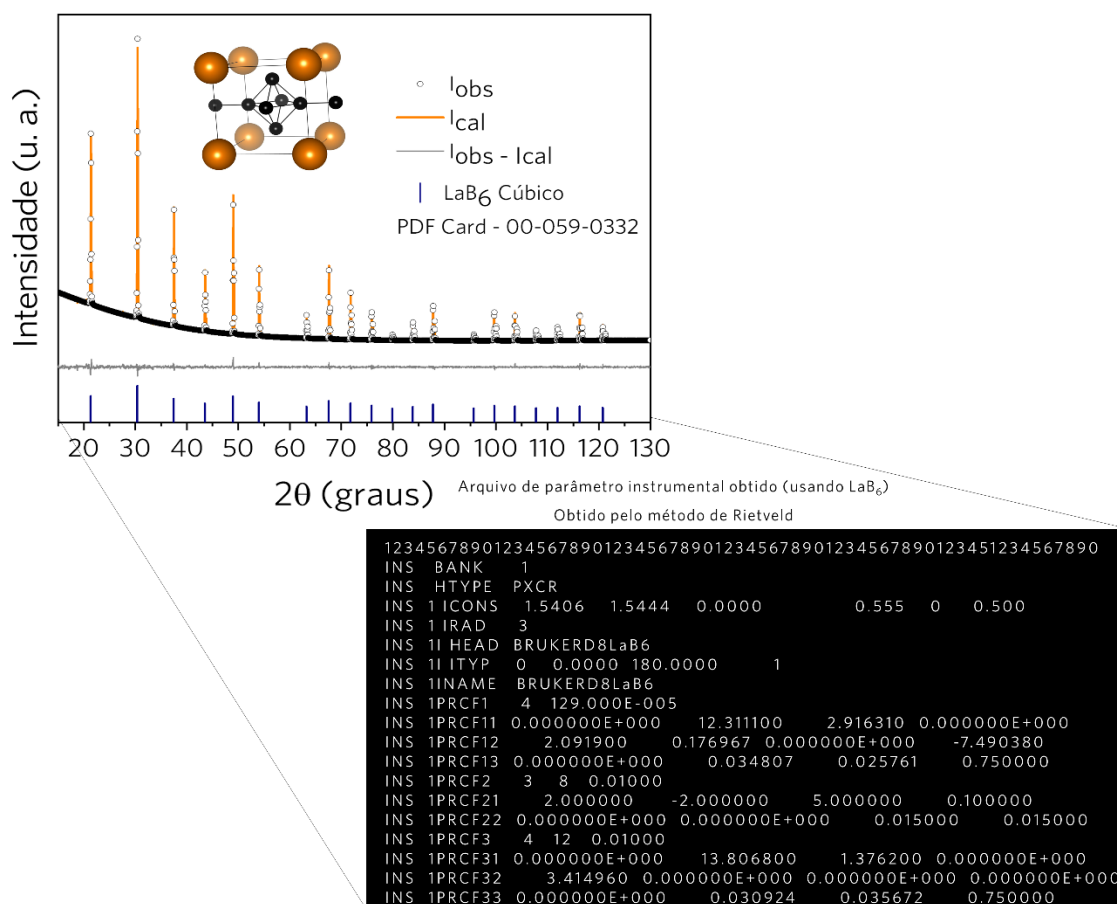 Intensidade (u. a.)
Iobs
Ical
Iobs - Ical
LaB6 Cúbico
PDF Card - 00-059-0332
20 30 40 50 60 70 80 90 100 110 120 130
2θ (graus)
Arquivo de parâmetro instrumental obtido (usando LaB6)
Obtido pelo método de Rietveld
12345678901234567890123456789012345678901234567890123451234567890
INS BANK 1
INS HTYPE PXCR
INS 1 ICONS 1.5406 1.5444 0.0000 0.555 0 0.500
INS 1 IRAD 3
INS 1I HEAD BRUKERD8LaB6
INS 1I ITYP 0 0.0000 180.0000 1
INS 1INAME BRUKERD8LaB6
INS 1PRCF1 4 129.000E-005
INS 1PRCF11 0.000000E+000 12.311100 2.916310 0.000000E+000
INS 1PRCF12 2.091900 0.176967 0.000000E+000 -7.490380
INS 1PRCF13 0.000000E+000 0.034807 0.025761 0.750000
INS 1PRCF2 3 8 0.01000
INS 1PRCF21 2.000000 -2.000000 5.000000 0.100000
INS 1PRCF22 0.000000E+000 0.000000E+000 0.015000 0.015000
INS 1PRCF3 4 12 0.01000
INS 1PRCF31 0.000000E+000 13.806800 1.376200 0.000000E+000
INS 1PRCF32 3.414960 0.000000E+000 0.000000E+000 0.000000E+000
INS 1PRCF33 0.000000E+000 0.030924 0.035672 0.750000